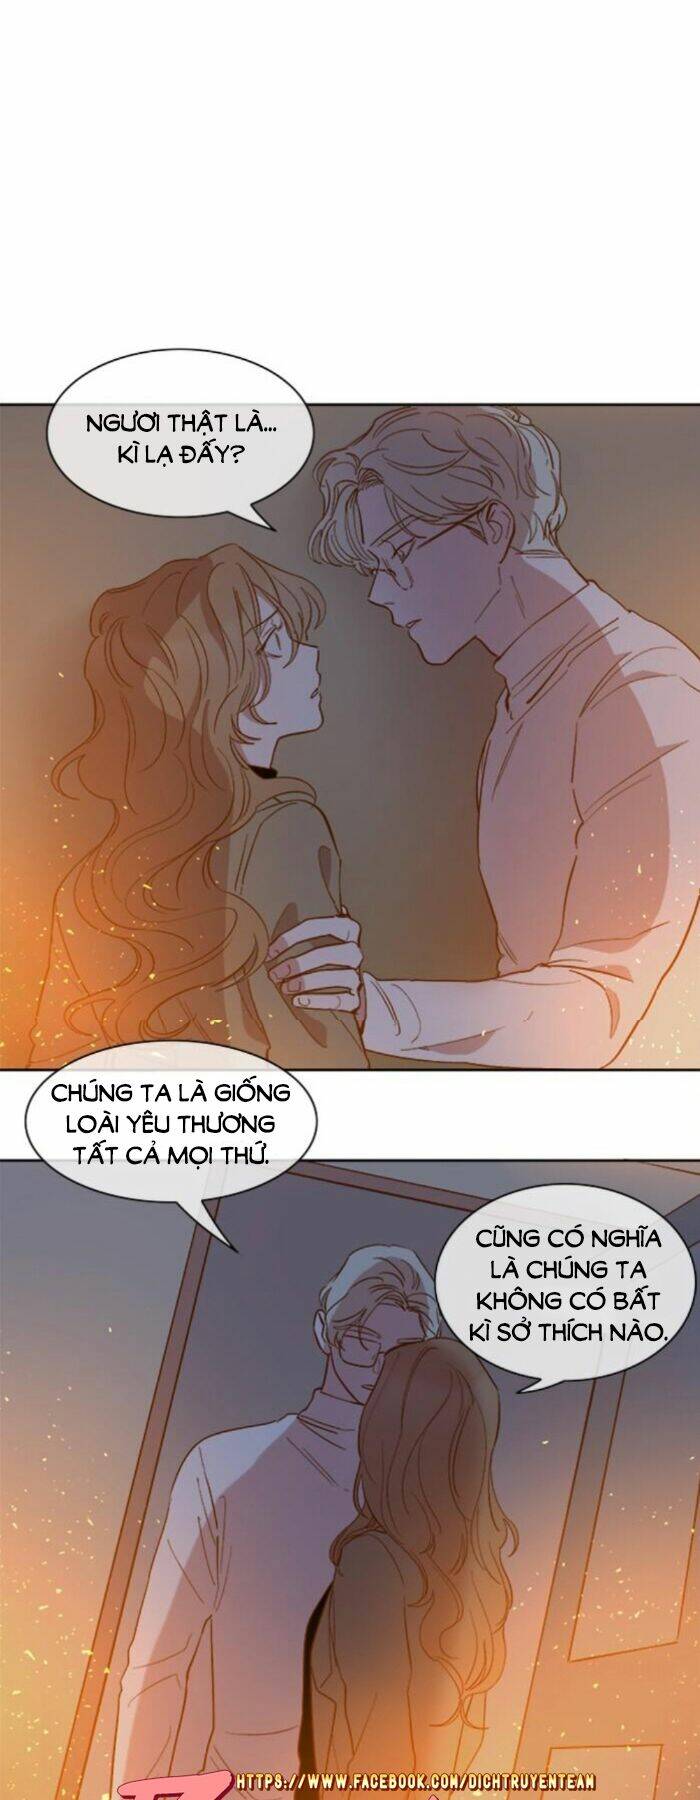 NGƯƠI THẬT LÀ...
KÌ LẠ ĐẤY?
CHÚNG TA LÀ GIỐNG
LOÀI YÊU THƯƠNG
TẤT CẢ MỌI THỨ.
CŨNG CÓ NGHĨA
LÀ CHÚNG TA
KHÔNG CÓ BẤT
KÌ SỞ THÍCH NÀO.
HTTPS://WWW.FACEBOOK.COM/DICHTRUYENTEAM